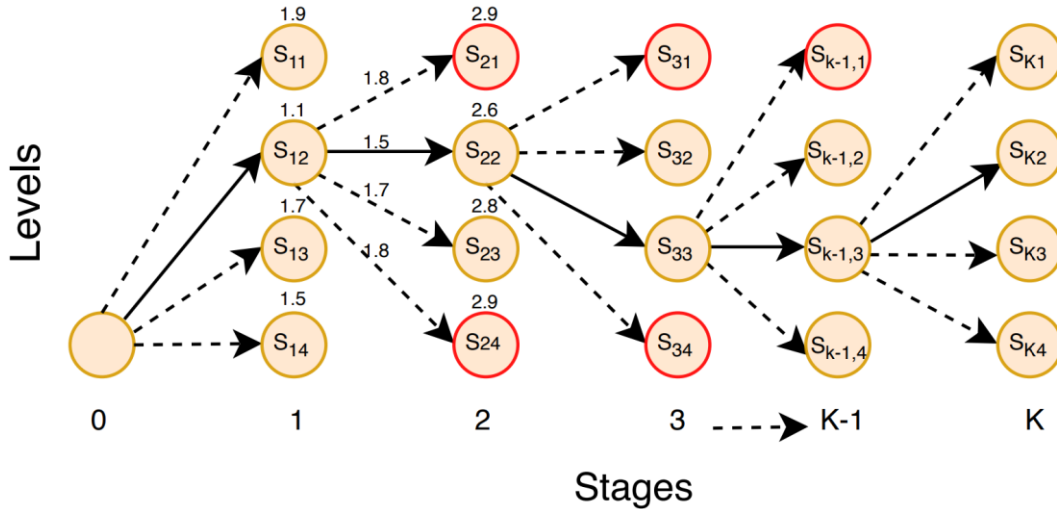 1.9 2.9
S11 S21 S31 Sk-1,1 SK1
1.8
1.1 2.6
S12 1.5 S22 S32 Sk-1,2 SK2
1.7
1.7 2.8
S13 1.8 S23 S33 Sk-1,3 SK3
1.5 2.9
S14 S24 S34 Sk-1,4 SK4
Levels
0 1 2 3 K-1 K
Stages